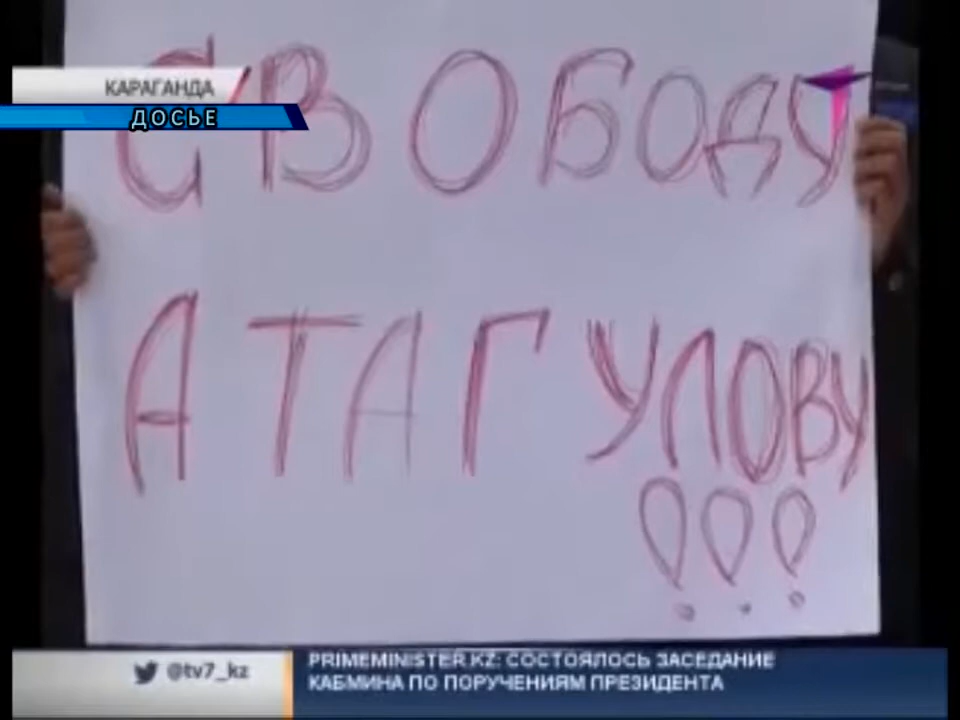 СВОБОДУ
КАРАГАНДА
ДОСЬЕ
АТАГУЛОВУ
!!!
@tv7_kz
PRIMEMINISTER.KZ: СОСТОЯЛОСЬ ЗАСЕДАНИЕ
КАБМИНА ПО ПОРУЧЕНИЯМ ПРЕЗИДЕНТА